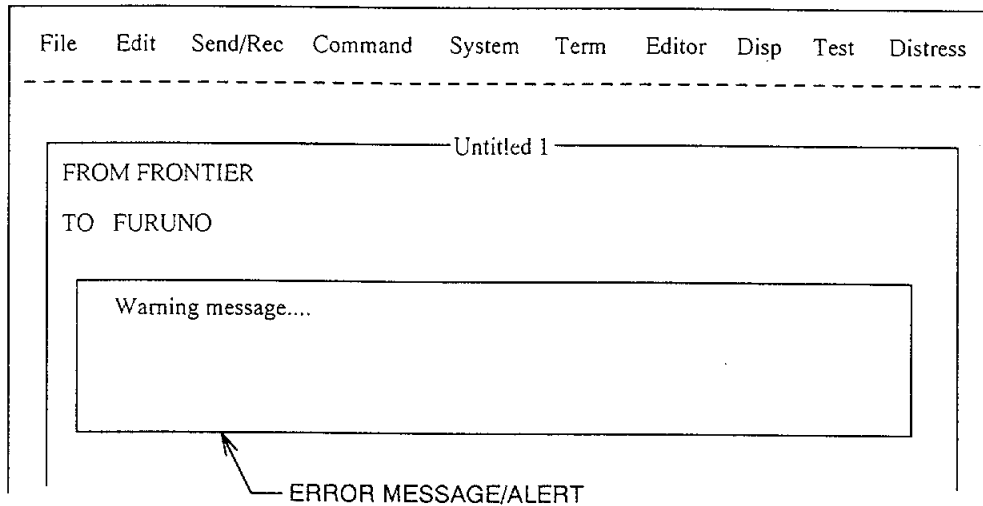 File Edit Send/Rec Command System Term Editor Disp Test Distress
Untitled 1
FROM FRONTIER
TO FURUNO
Warning message....
ERROR MESSAGE/ALERT